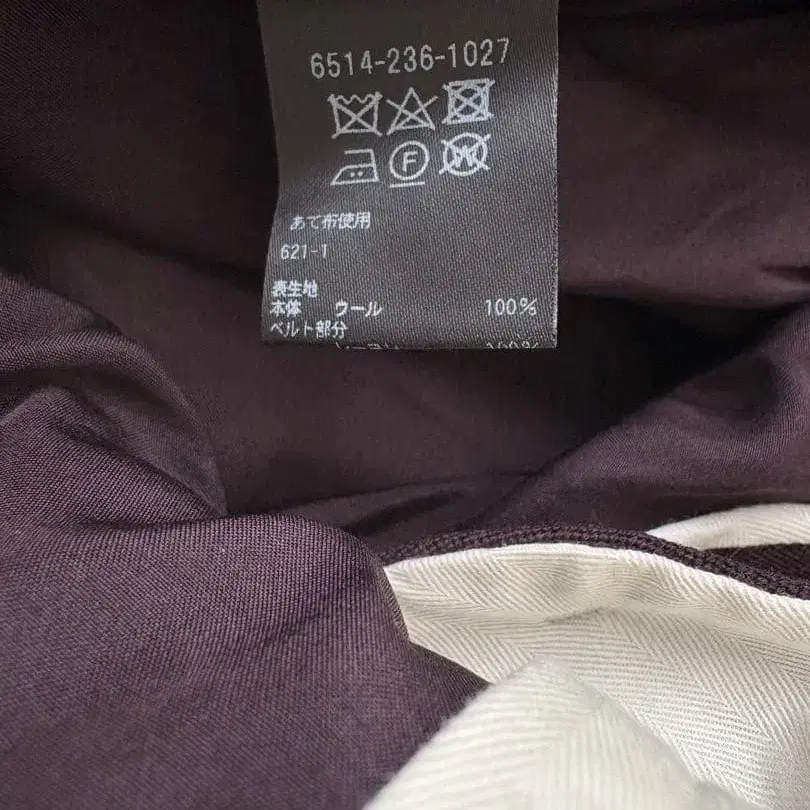 6514-236-1027
F
W
あて布使用
621-1
表生地
本体 ウール 100%
ベルト部分
100%